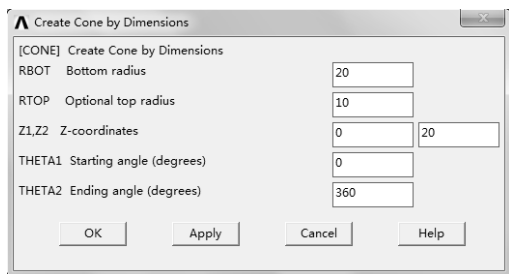 Create Cone by Dimensions
[CONE] Create Cone by Dimensions
RBOT Bottom radius 20
RTOP Optional top radius 10
Z1,Z2 Z-coordinates 0 20
THETA1 Starting angle (degrees) 0
THETA2 Ending angle (degrees) 360
OK Apply Cancel Help